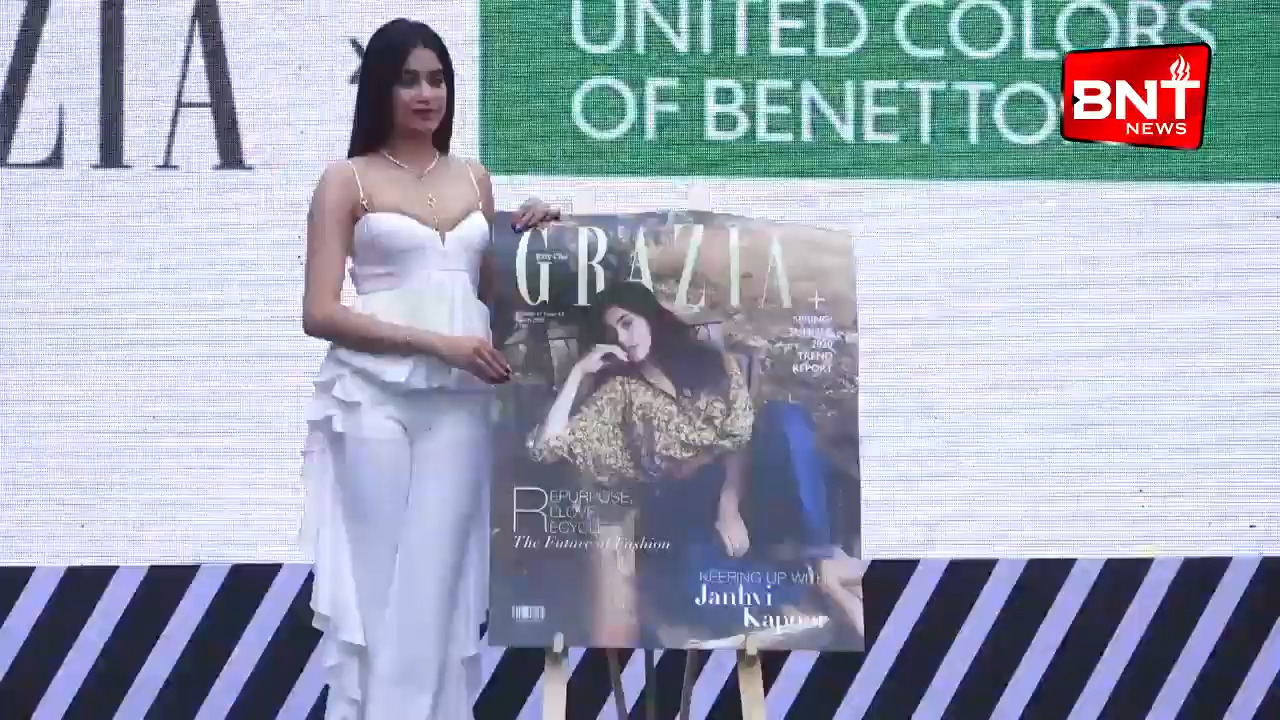 ZIA
UNITED COLORS
OF BENETTO
BNT
NEWS
GRAZIA
+
SPRING/
SUMMER
2020
TREND
REPORT
REPURPOSE,
RELOVE,
RECYCLE
The Future of Fashion
KEEPING UP WITH
Janhvi
Kapoor